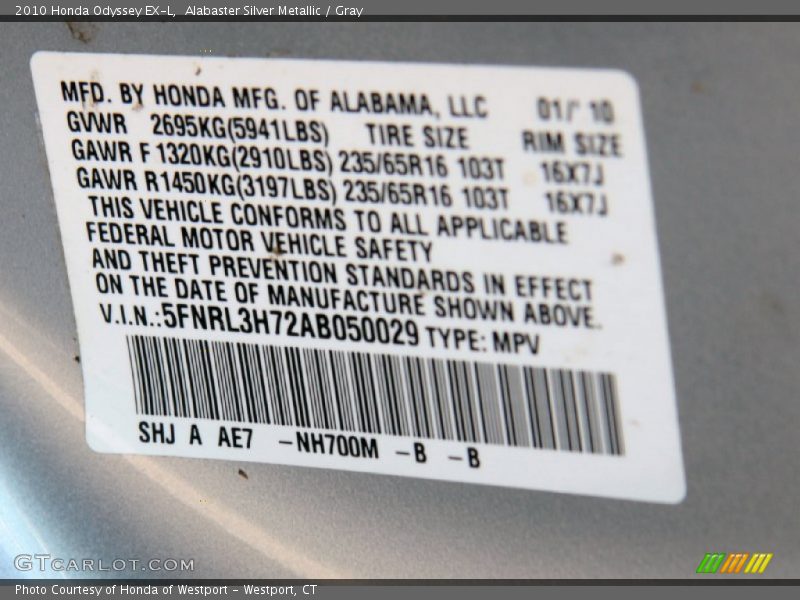 2010 Honda Odyssey EX-L, Alabaster Silver Metallic / Gray
MFD. BY HONDA MFG. OF ALABAMA, LLC 01/' 10
GVWR 2695KG(5941LBS) TIRE SIZE RIM SIZE
GAWR F 1320KG(2910LBS) 235/65R16 103T 16X7J
GAWR R1450KG(3197LBS) 235/65R16 103T 16X7J
THIS VEHICLE CONFORMS TO ALL APPLICABLE
FEDERAL MOTOR VEHICLE SAFETY
AND THEFT PREVENTION STANDARDS IN EFFECT
ON THE DATE OF MANUFACTURE SHOWN ABOVE.
V.I.N.:5FNRL3H72AB050029 TYPE: MPV
SHJ A AE7 -NH700M -B -B
GTCARLOT.COM
Photo Courtesy of Honda of Westport - Westport, CT